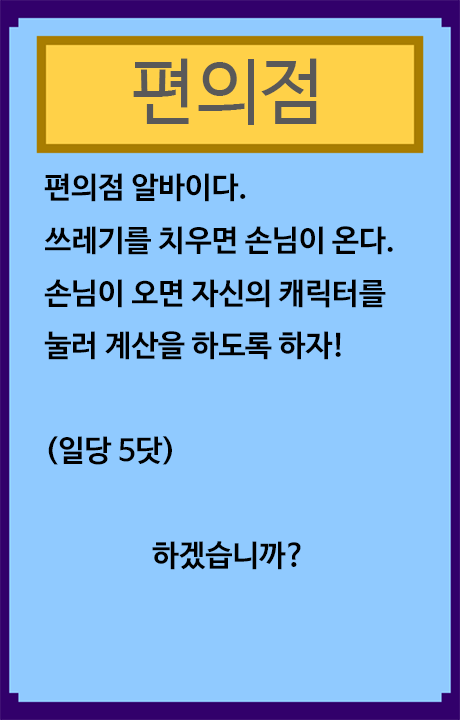 편의점
편의점 알바이다.
쓰레기를 치우면 손님이 온다.
손님이 오면 자신의 캐릭터를
눌러 계산을 하도록 하자!
(일당 5닷)
하겠습니까?